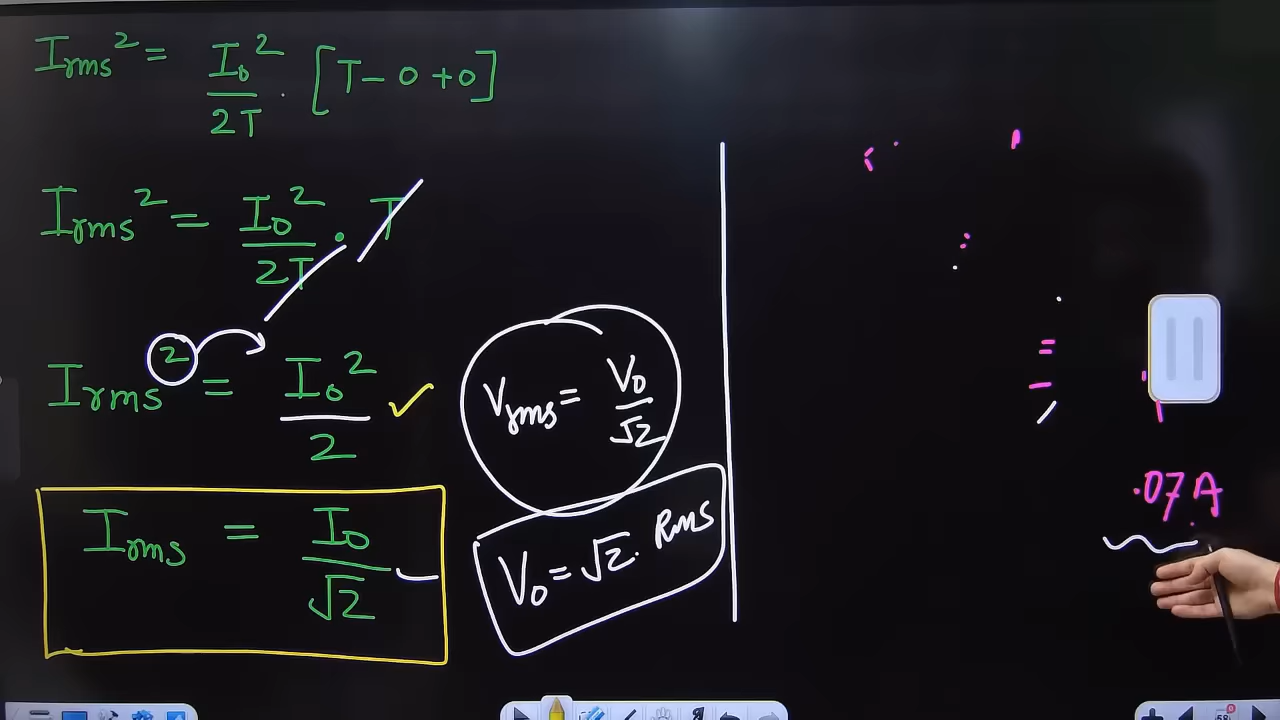 Irms² = I₀²/2T · [T - 0 + 0]
Irms² = I₀²/2T · T
Irms² = I₀²/2
Irms = I₀/√2
Vrms = V₀/√2
V₀ = √2 · Rms
.07A